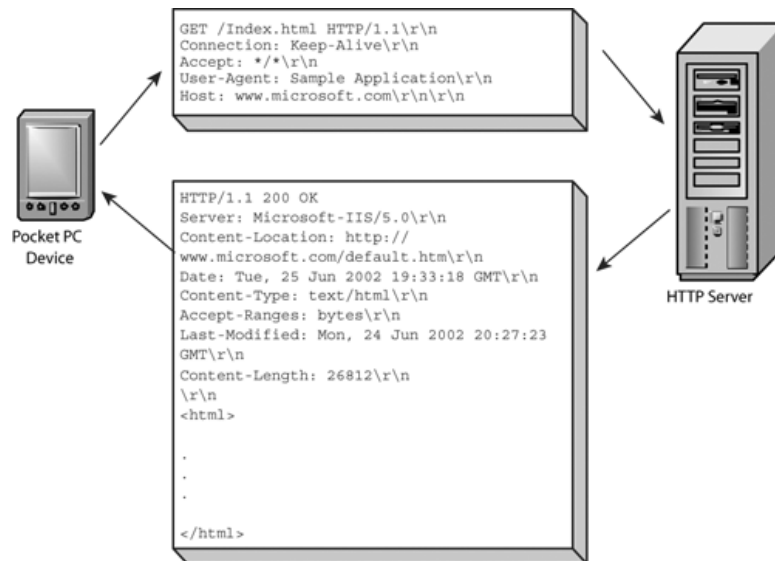 GET /Index.html HTTP/1.1\r\n
Connection: Keep-Alive\r\n
Accept: */*\r\n
User-Agent: Sample Application\r\n
Host: www.microsoft.com\r\n\r\n
Pocket PC
Device
HTTP/1.1 200 OK
Server: Microsoft-IIS/5.0\r\n
Content-Location: http://
www.microsoft.com/default.htm\r\n
Date: Tue, 25 Jun 2002 19:33:18 GMT\r\n
Content-Type: text/html\r\n
Accept-Ranges: bytes\r\n
Last-Modified: Mon, 24 Jun 2002 20:27:23
GMT\r\n
Content-Length: 26812\r\n
\r\n
<html>
.
.
.
</html>
HTTP Server